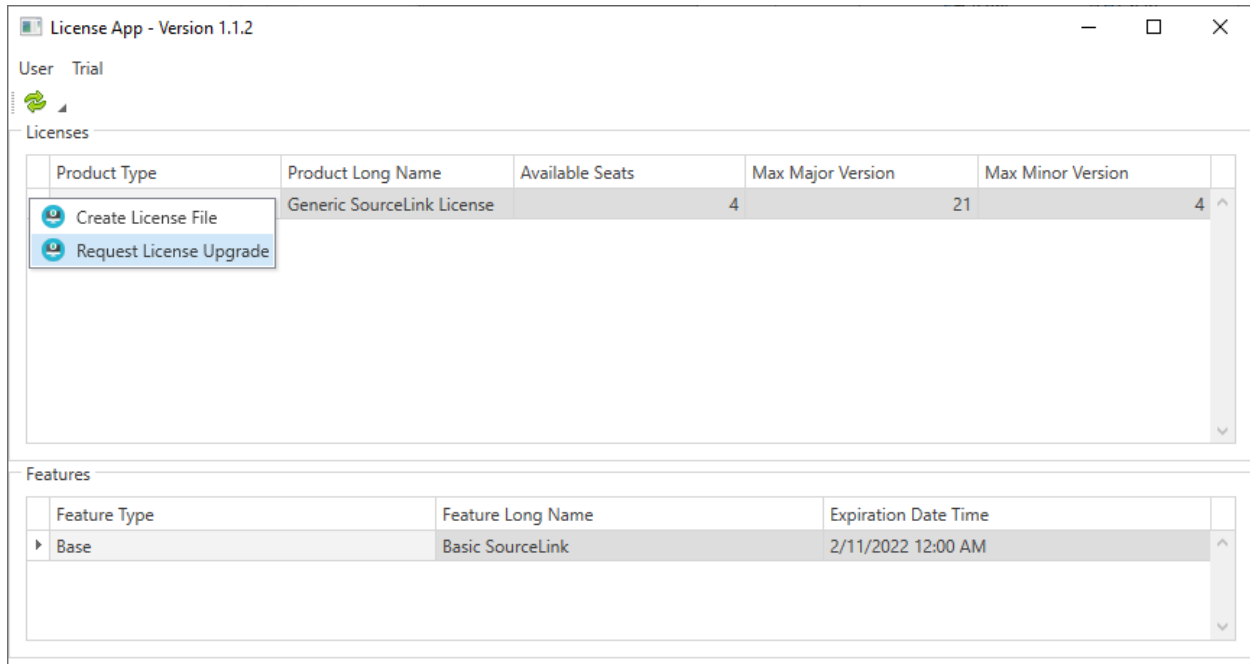 License App - Version 1.1.2
User Trial
Licenses
Product Type Product Long Name Available Seats Max Major Version Max Minor Version
Generic SourceLink License 4 21 4
Create License File
Request License Upgrade
Features
Feature Type Feature Long Name Expiration Date Time
Base Basic SourceLink 2/11/2022 12:00 AM